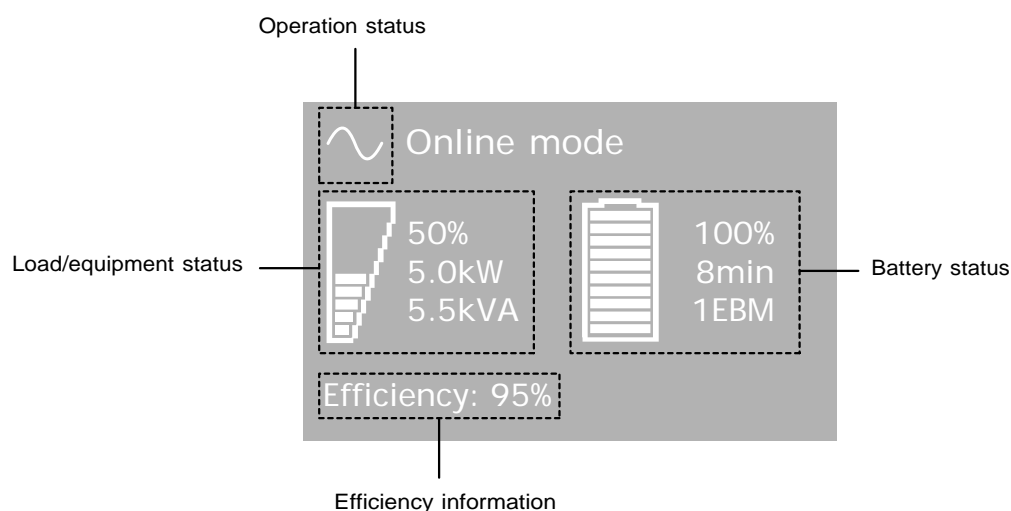 Operation status
Online mode
Load/equipment status
50%
5.0kW
5.5kVA
100%
8min
1EBM
Battery status
Efficiency: 95%
Efficiency information